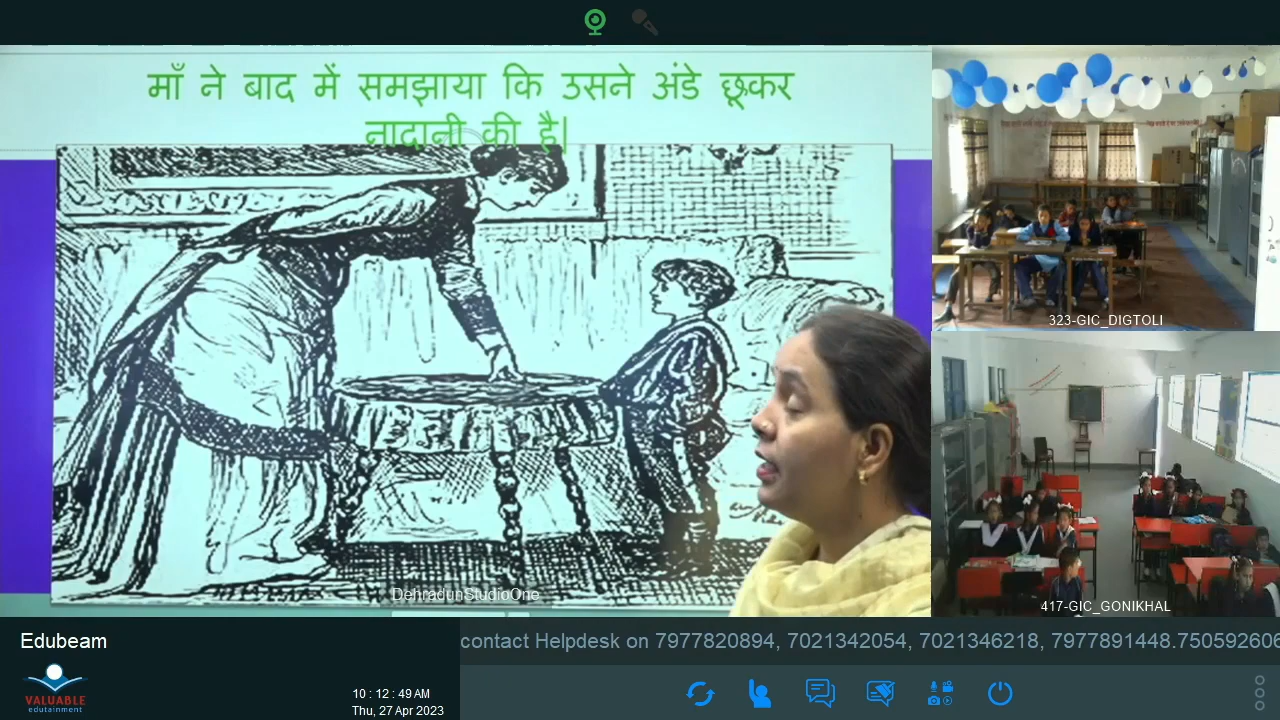 माँ ने बाद में समझाया कि उसने अंडे छूकर
नादानी की है|
DehradunStudioOne
323-GIC_DIGTOLI
417-GIC_GONIKHAL
Edubeam
VALUABLE
edutainment
10 : 12 : 49 AM
Thu, 27 Apr 2023
contact Helpdesk on 7977820894, 7021342054, 7021346218, 7977891448.750592606